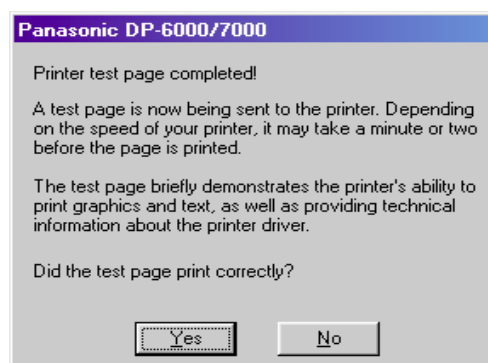 Panasonic DP-6000/7000
Printer test page completed!
A test page is now being sent to the printer. Depending
on the speed of your printer, it may take a minute or two
before the page is printed.
The test page briefly demonstrates the printer's ability to
print graphics and text, as well as providing technical
information about the printer driver.
Did the test page print correctly?
Yes No